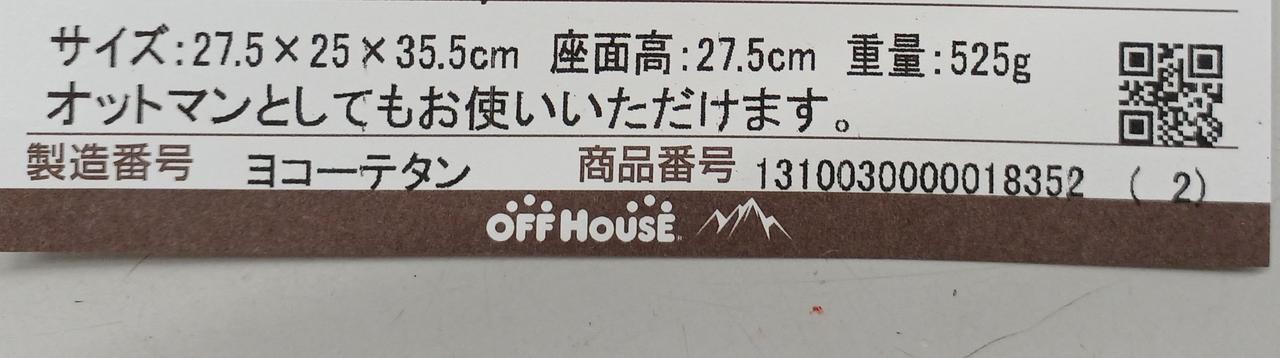 サイズ:27.5×25×35.5cm 座面高:27.5cm 重量:525g
オットマンとしてもお使いいただけます。
製造番号 ヨコーテタン 商品番号 1310030000018352 ( 2)
OFF HOUSE